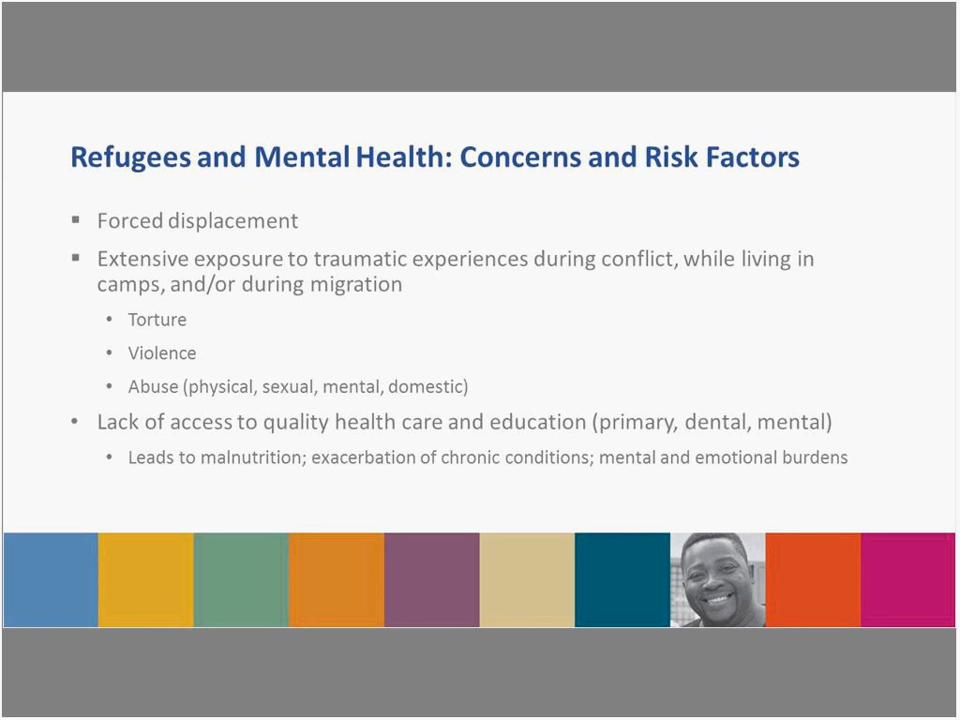 Refugees and Mental Health: Concerns and Risk Factors
▪ Forced displacement
▪ Extensive exposure to traumatic experiences during conflict, while living in
camps, and/or during migration
• Torture
• Violence
• Abuse (physical, sexual, mental, domestic)
• Lack of access to quality health care and education (primary, dental, mental)
• Leads to malnutrition; exacerbation of chronic conditions; mental and emotional burdens